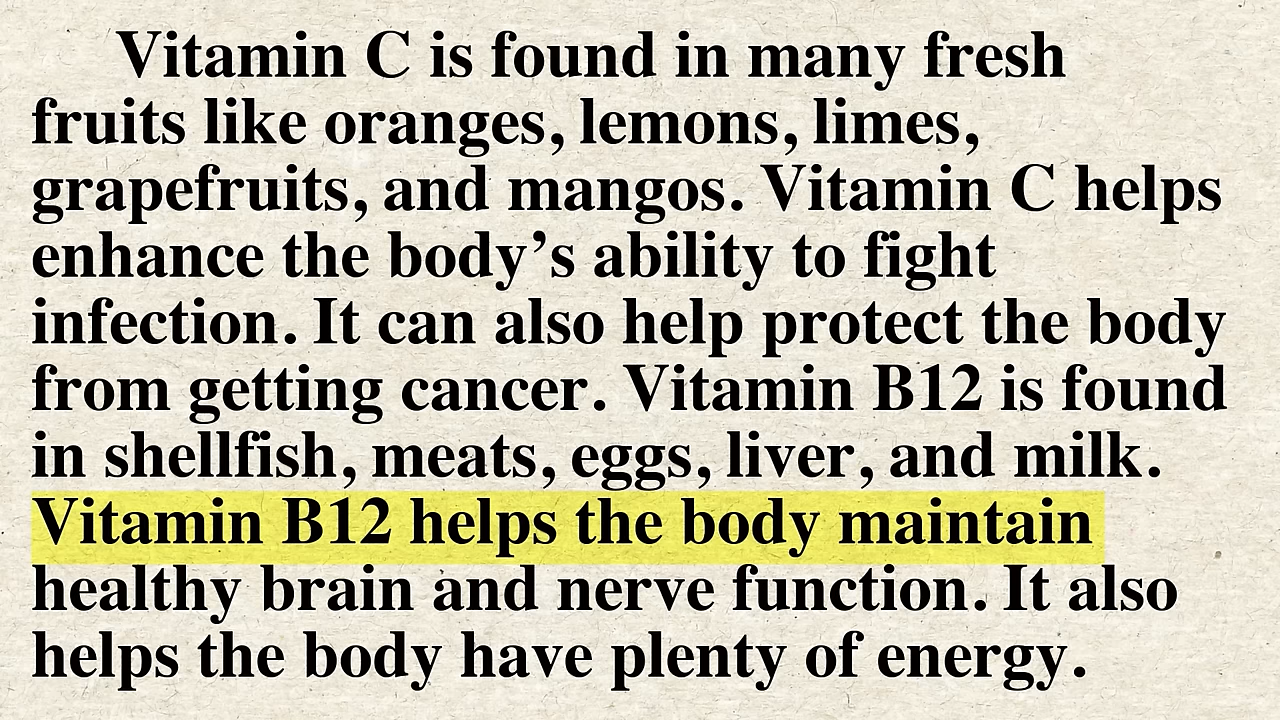 Vitamin C is found in many fresh
fruits like oranges, lemons, limes,
grapefruits, and mangos. Vitamin C helps
enhance the body’s ability to fight
infection. It can also help protect the body
from getting cancer. Vitamin B12 is found
in shellfish, meats, eggs, liver, and milk.
Vitamin B12 helps the body maintain
healthy brain and nerve function. It also
helps the body have plenty of energy.